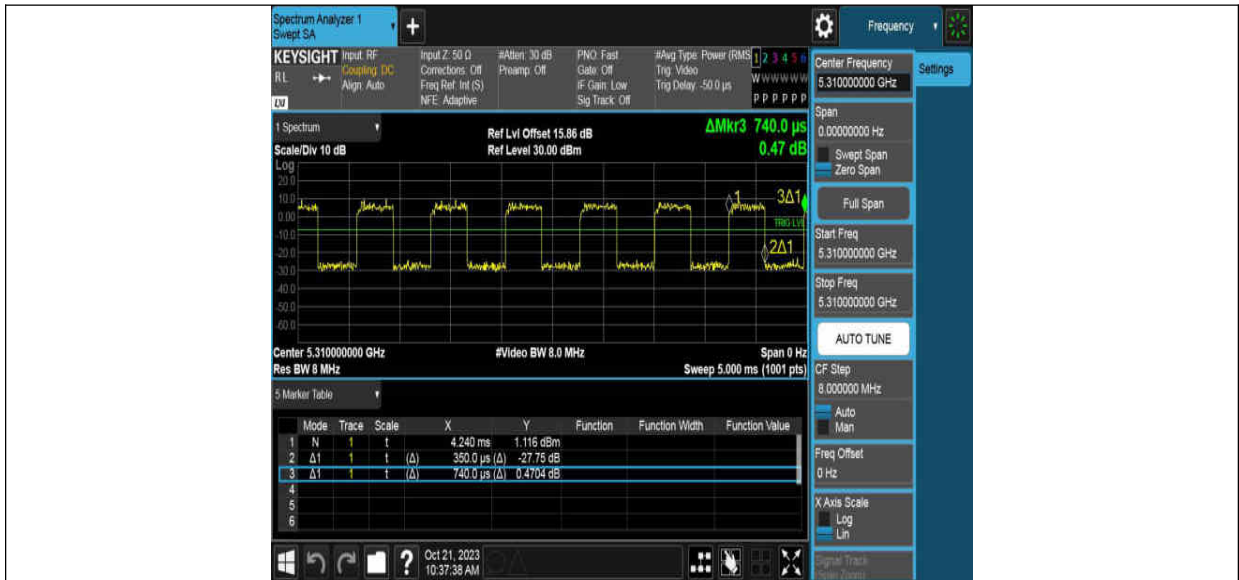 Spectrum Analyzer 1
Swept SA
+
Frequency
KEYSIGHT
RL
LXI
Input: RF
Coupling: DC
Align: Auto
Input Z: 50 Ω
Corrections: Off
Freq Ref: Int (S)
NFE: Adaptive
#Atten: 30 dB
Preamp: Off
PNO: Fast
Gate: Off
IF Gain: Low
Sig Track: Off
#Avg Type: Power (RMS
Trig: Video
Trig Delay: -50.0 µs
1 2 3 4 5 6
W W W W W W
P P P P P P
1 Spectrum
Scale/Div 10 dB
Ref Lvl Offset 15.86 dB
Ref Level 30.00 dBm
ΔMkr3 740.0 µs
0.47 dB
Log
20.0
10.0
0.00
-10.0
-20.0
-30.0
-40.0
-50.0
-60.0
1
3Δ1
TRIG LVL
2Δ1
Center 5.310000000 GHz
Res BW 8 MHz
#Video BW 8.0 MHz
Span 0 Hz
Sweep 5.000 ms (1001 pts)
5 Marker Table
Mode Trace Scale X Y Function Function Width Function Value
1 N 1 t 4.240 ms 1.116 dBm
2 Δ1 1 t (Δ) 350.0 µs (Δ) -27.75 dB
3 Δ1 1 t (Δ) 740.0 µs (Δ) 0.4704 dB
4
5
6
?
Oct 21, 2023
10:37:38 AM
Center Frequency
5.310000000 GHz
Settings
Span
0.00000000 Hz
Swept Span
Zero Span
Full Span
Start Freq
5.310000000 GHz
Stop Freq
5.310000000 GHz
AUTO TUNE
CF Step
8.000000 MHz
Auto
Man
Freq Offset
0 Hz
X Axis Scale
Log
Lin
Signal Track
(Span Zoom)